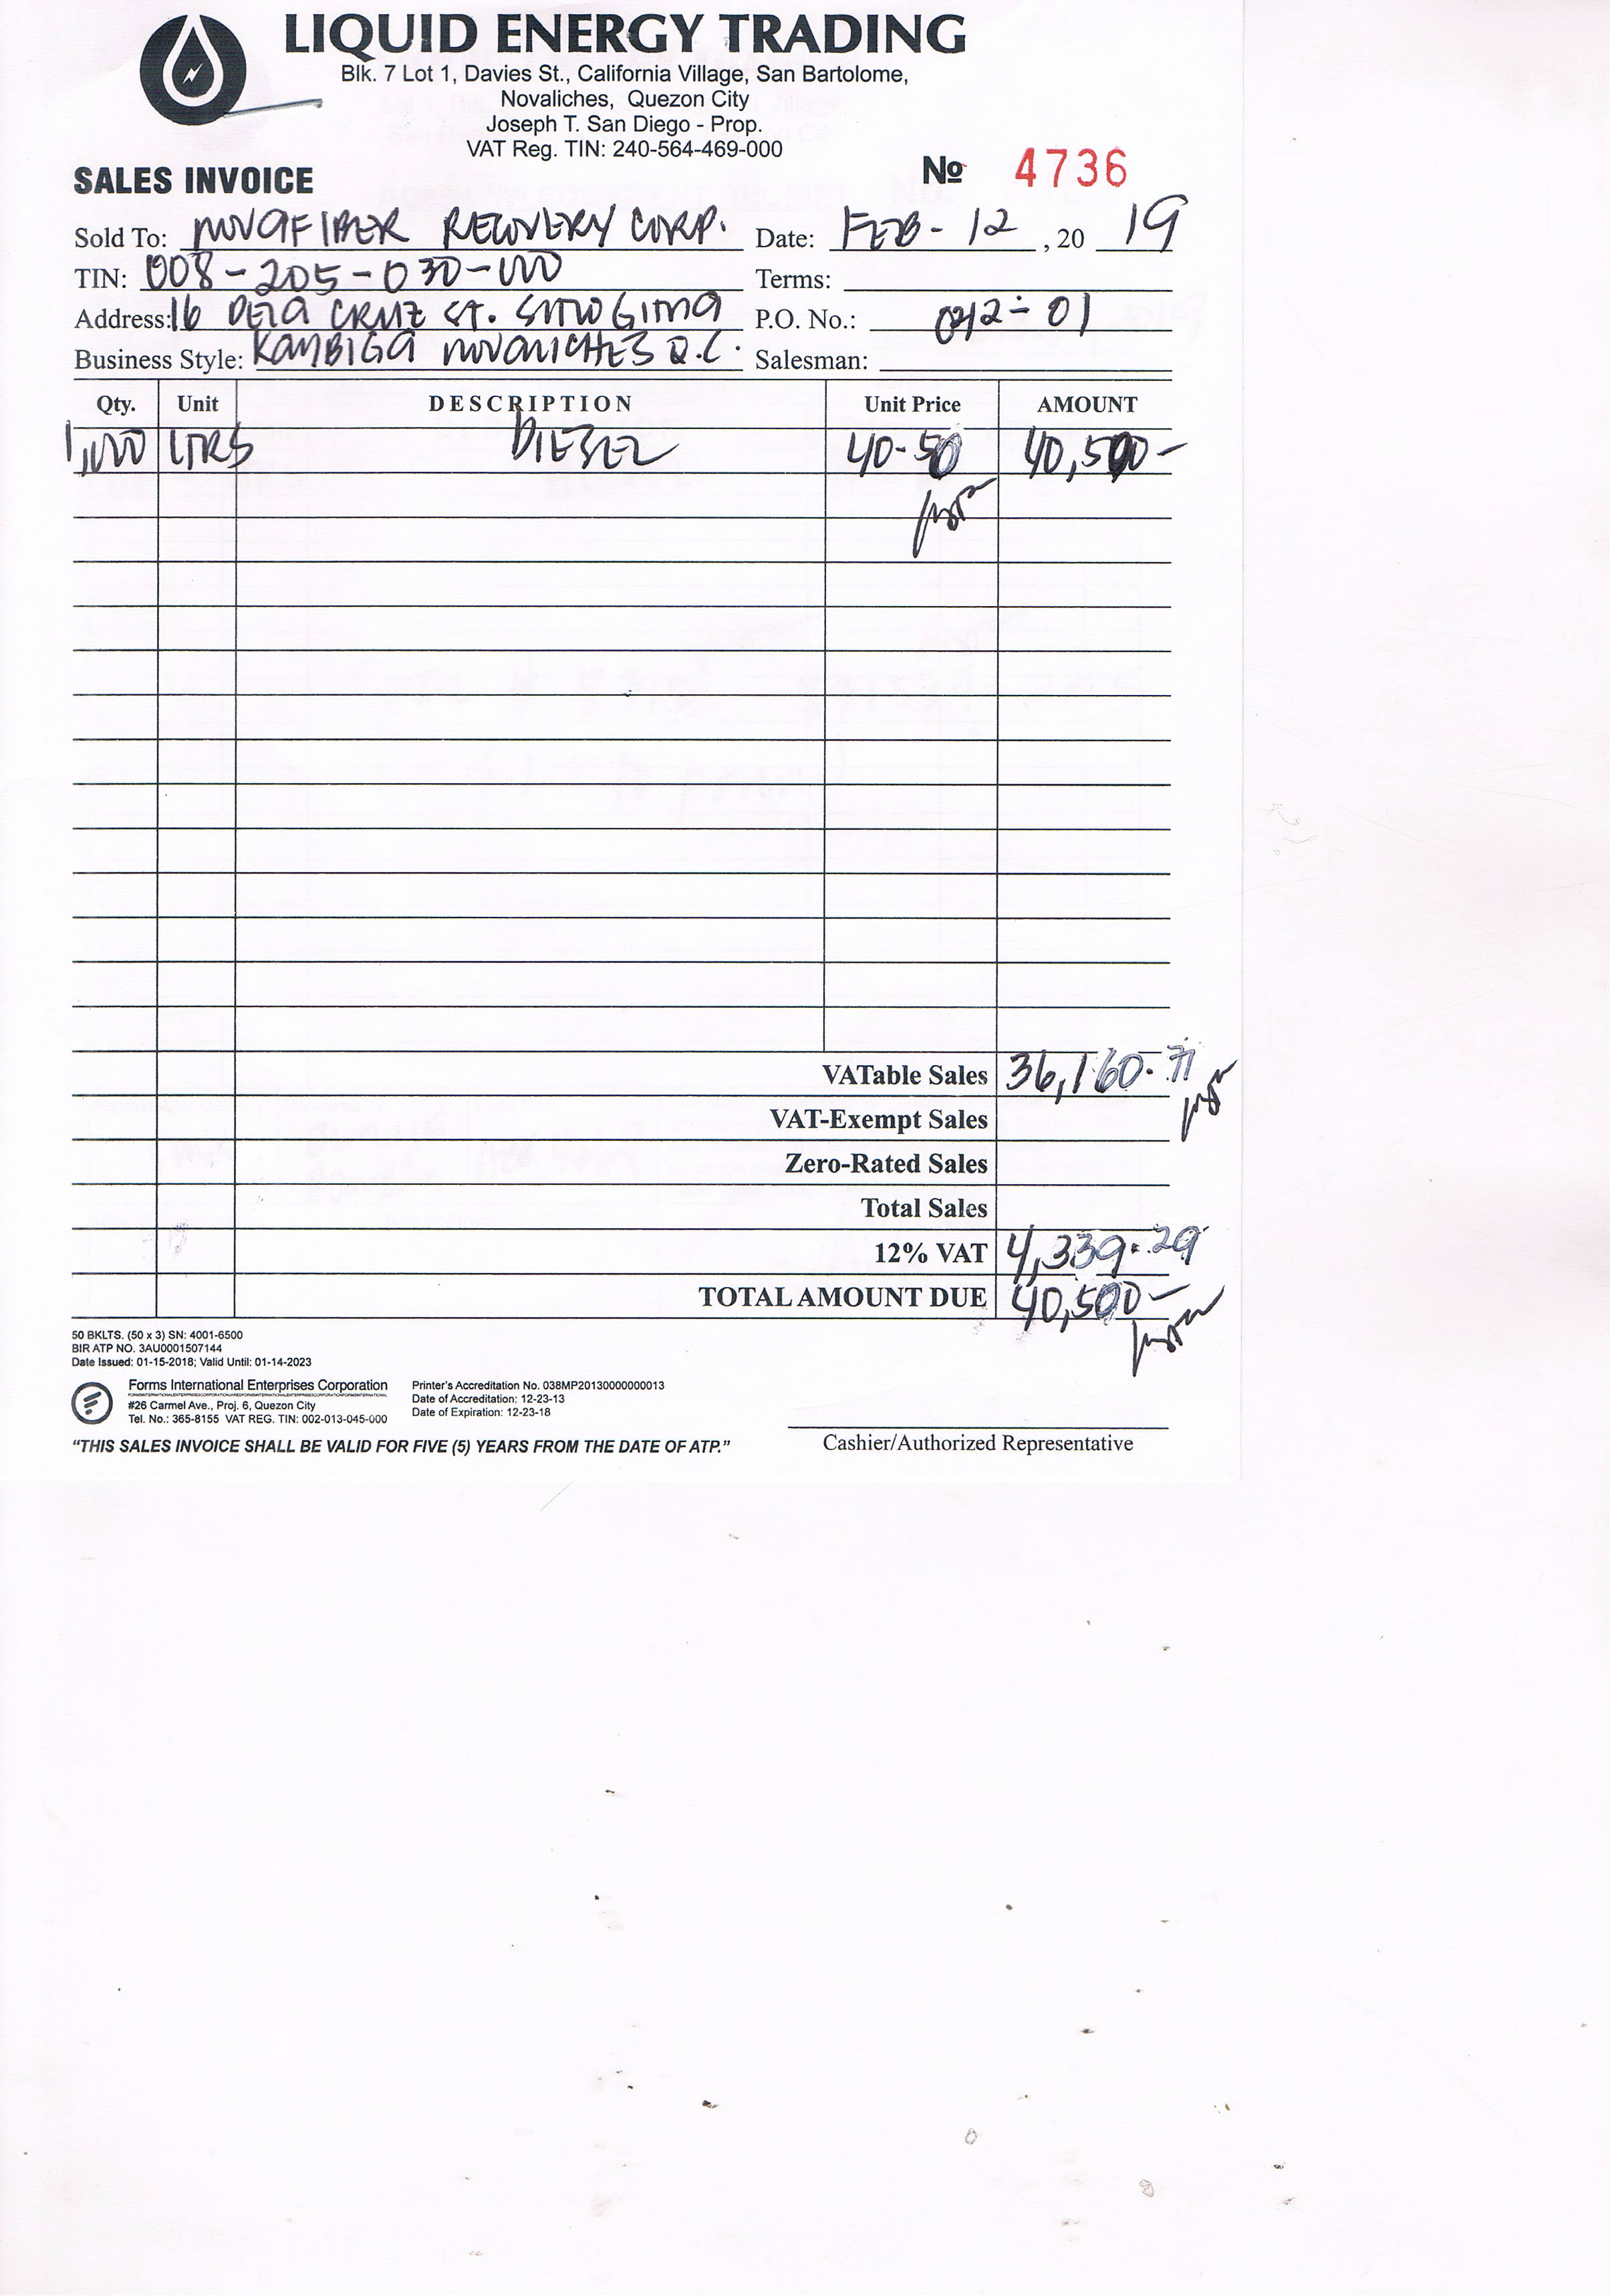 LIQUID ENERGY TRADING
Blk. 7 Lot 1, Davies St., California Village, San Bartolome,
Novaliches, Quezon City
Joseph T. San Diego - Prop.
VAT Reg. TIN: 240-564-469-000
SALES INVOICE
№ 4736
Sold To: NOVAFIBER RECOVERY CORP. Date: FEB - 12, 20 19
TIN: 008-205-030-000 Terms:
Address: 16 DELA CRUZ ST. SITIO GITNA P.O. No.: 0212-01
Business Style: KAYBIGA NOVALICHES Q.C. Salesman:
Qty. Unit DESCRIPTION Unit Price AMOUNT
1,000 LTRS DIESEL 40-50 40,500-
VATable Sales 36,160.71
VAT-Exempt Sales
Zero-Rated Sales
Total Sales
12% VAT 4,339.29
TOTAL AMOUNT DUE 40,500-
50 BKLTS. (50 x 3) SN: 4001-6500
BIR ATP NO. 3AU0001507144
Date Issued: 01-15-2018; Valid Until: 01-14-2023
Forms International Enterprises Corporation
#26 Carmel Ave., Proj. 6, Quezon City
Tel. No.: 365-8155 VAT REG. TIN: 002-013-045-000
Printer's Accreditation No. 038MP20130000000013
Date of Accreditation: 12-23-13
Date of Expiration: 12-23-18
"THIS SALES INVOICE SHALL BE VALID FOR FIVE (5) YEARS FROM THE DATE OF ATP."
Cashier/Authorized Representative